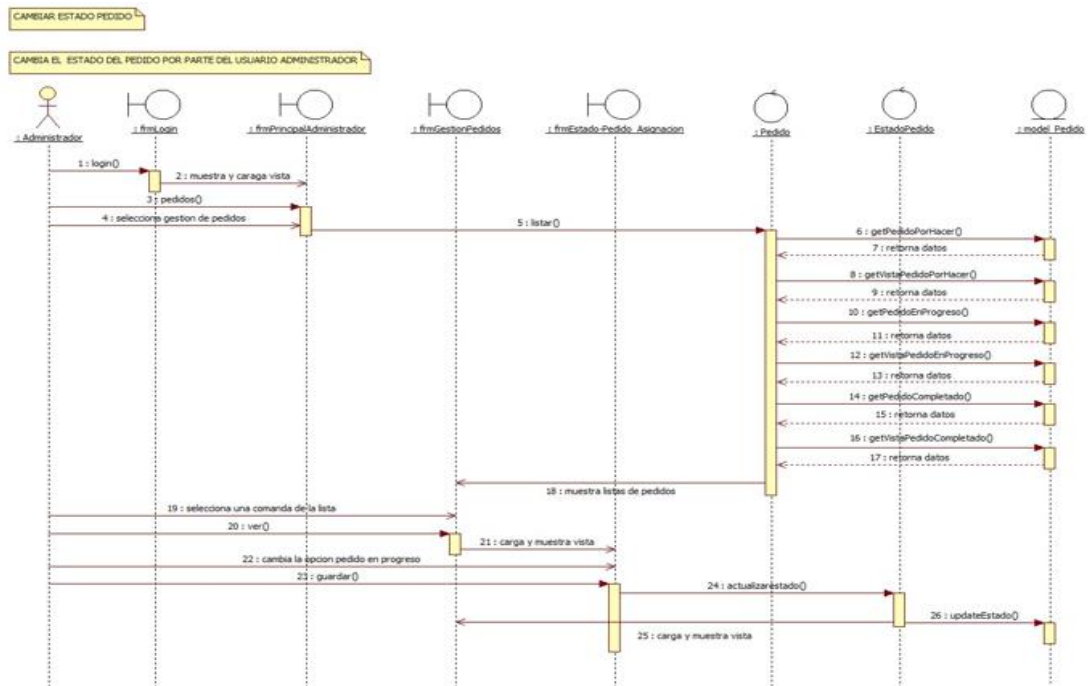 CAMBIAR ESTADO PEDIDO
CAMBIA EL ESTADO DEL PEDIDO POR PARTE DEL USUARIO ADMINISTRADOR
: Administrador
: frmLogin
: frmPrincipalAdministrador
: frmGestionPedidos
: frmEstado-Pedido_Asignacion
: Pedido
: EstadoPedido
: model_Pedido
1 : login()
2 : muestra y caraga vista
3 : pedidos()
4 : selecciona gestion de pedidos
5 : listar()
6 : getPedidoPorHacer()
7 : retorna datos
8 : getVistaPedidoPorHacer()
9 : retorna datos
10 : getPedidoEnProgreso()
11 : retorna datos
12 : getVistaPedidoEnProgreso()
13 : retorna datos
14 : getPedidoCompletado()
15 : retorna datos
16 : getVistaPedidoCompletado()
17 : retorna datos
18 : muestra listas de pedidos
19 : selecciona una comanda de la lista
20 : ver()
21 : carga y muestra vista
22 : cambia la opcion pedido en progreso
23 : guardar()
24 : actualizarestado()
25 : carga y muestra vista
26 : updateEstado()